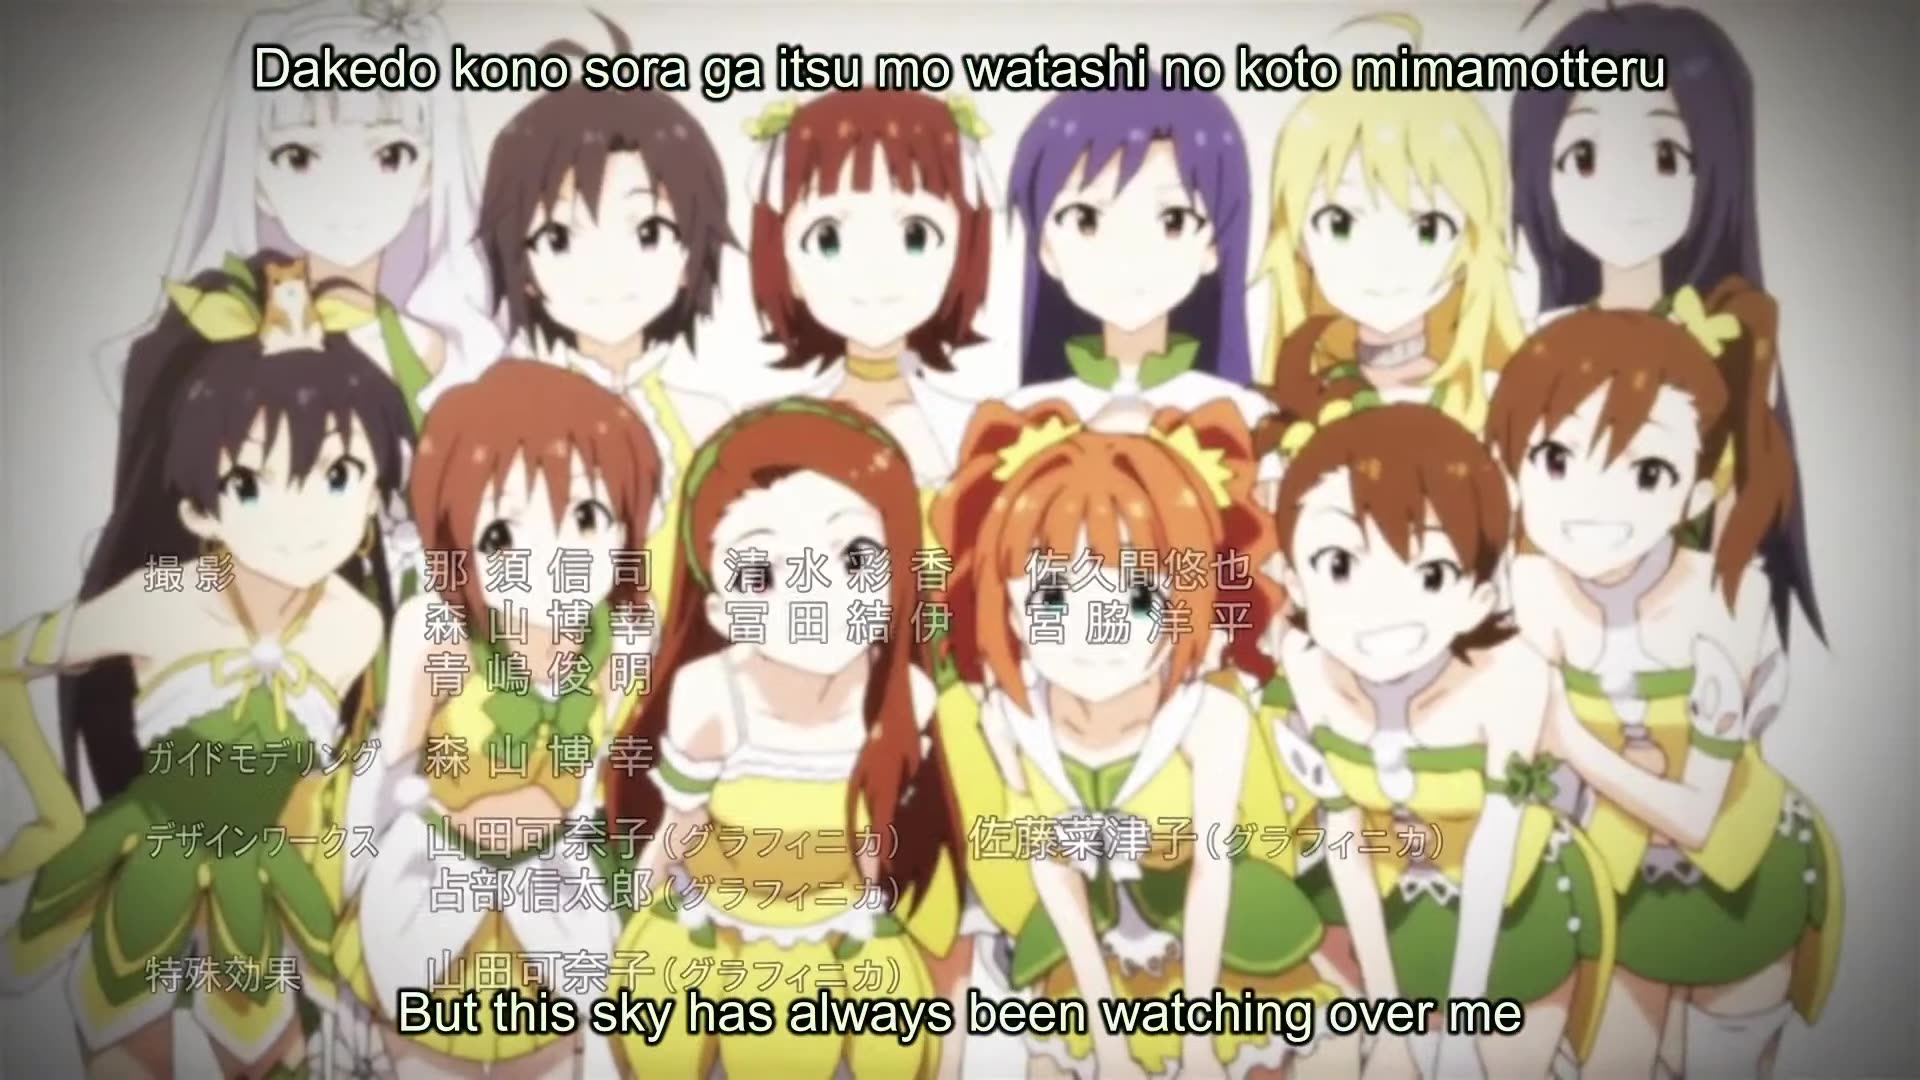 Dakedo kono sora ga itsu mo watashi no koto mimamotteru
撮影 那須信司 清水彩香 佐久間悠也
森山博幸 冨田結伊 宮脇洋平
青嶋俊明
ガイドモデリング 森山博幸
デザインワークス 山田可奈子(グラフィニカ) 佐藤菜津子(グラフィニカ)
占部信太郎(グラフィニカ)
特殊効果 山田可奈子(グラフィニカ)
But this sky has always been watching over me